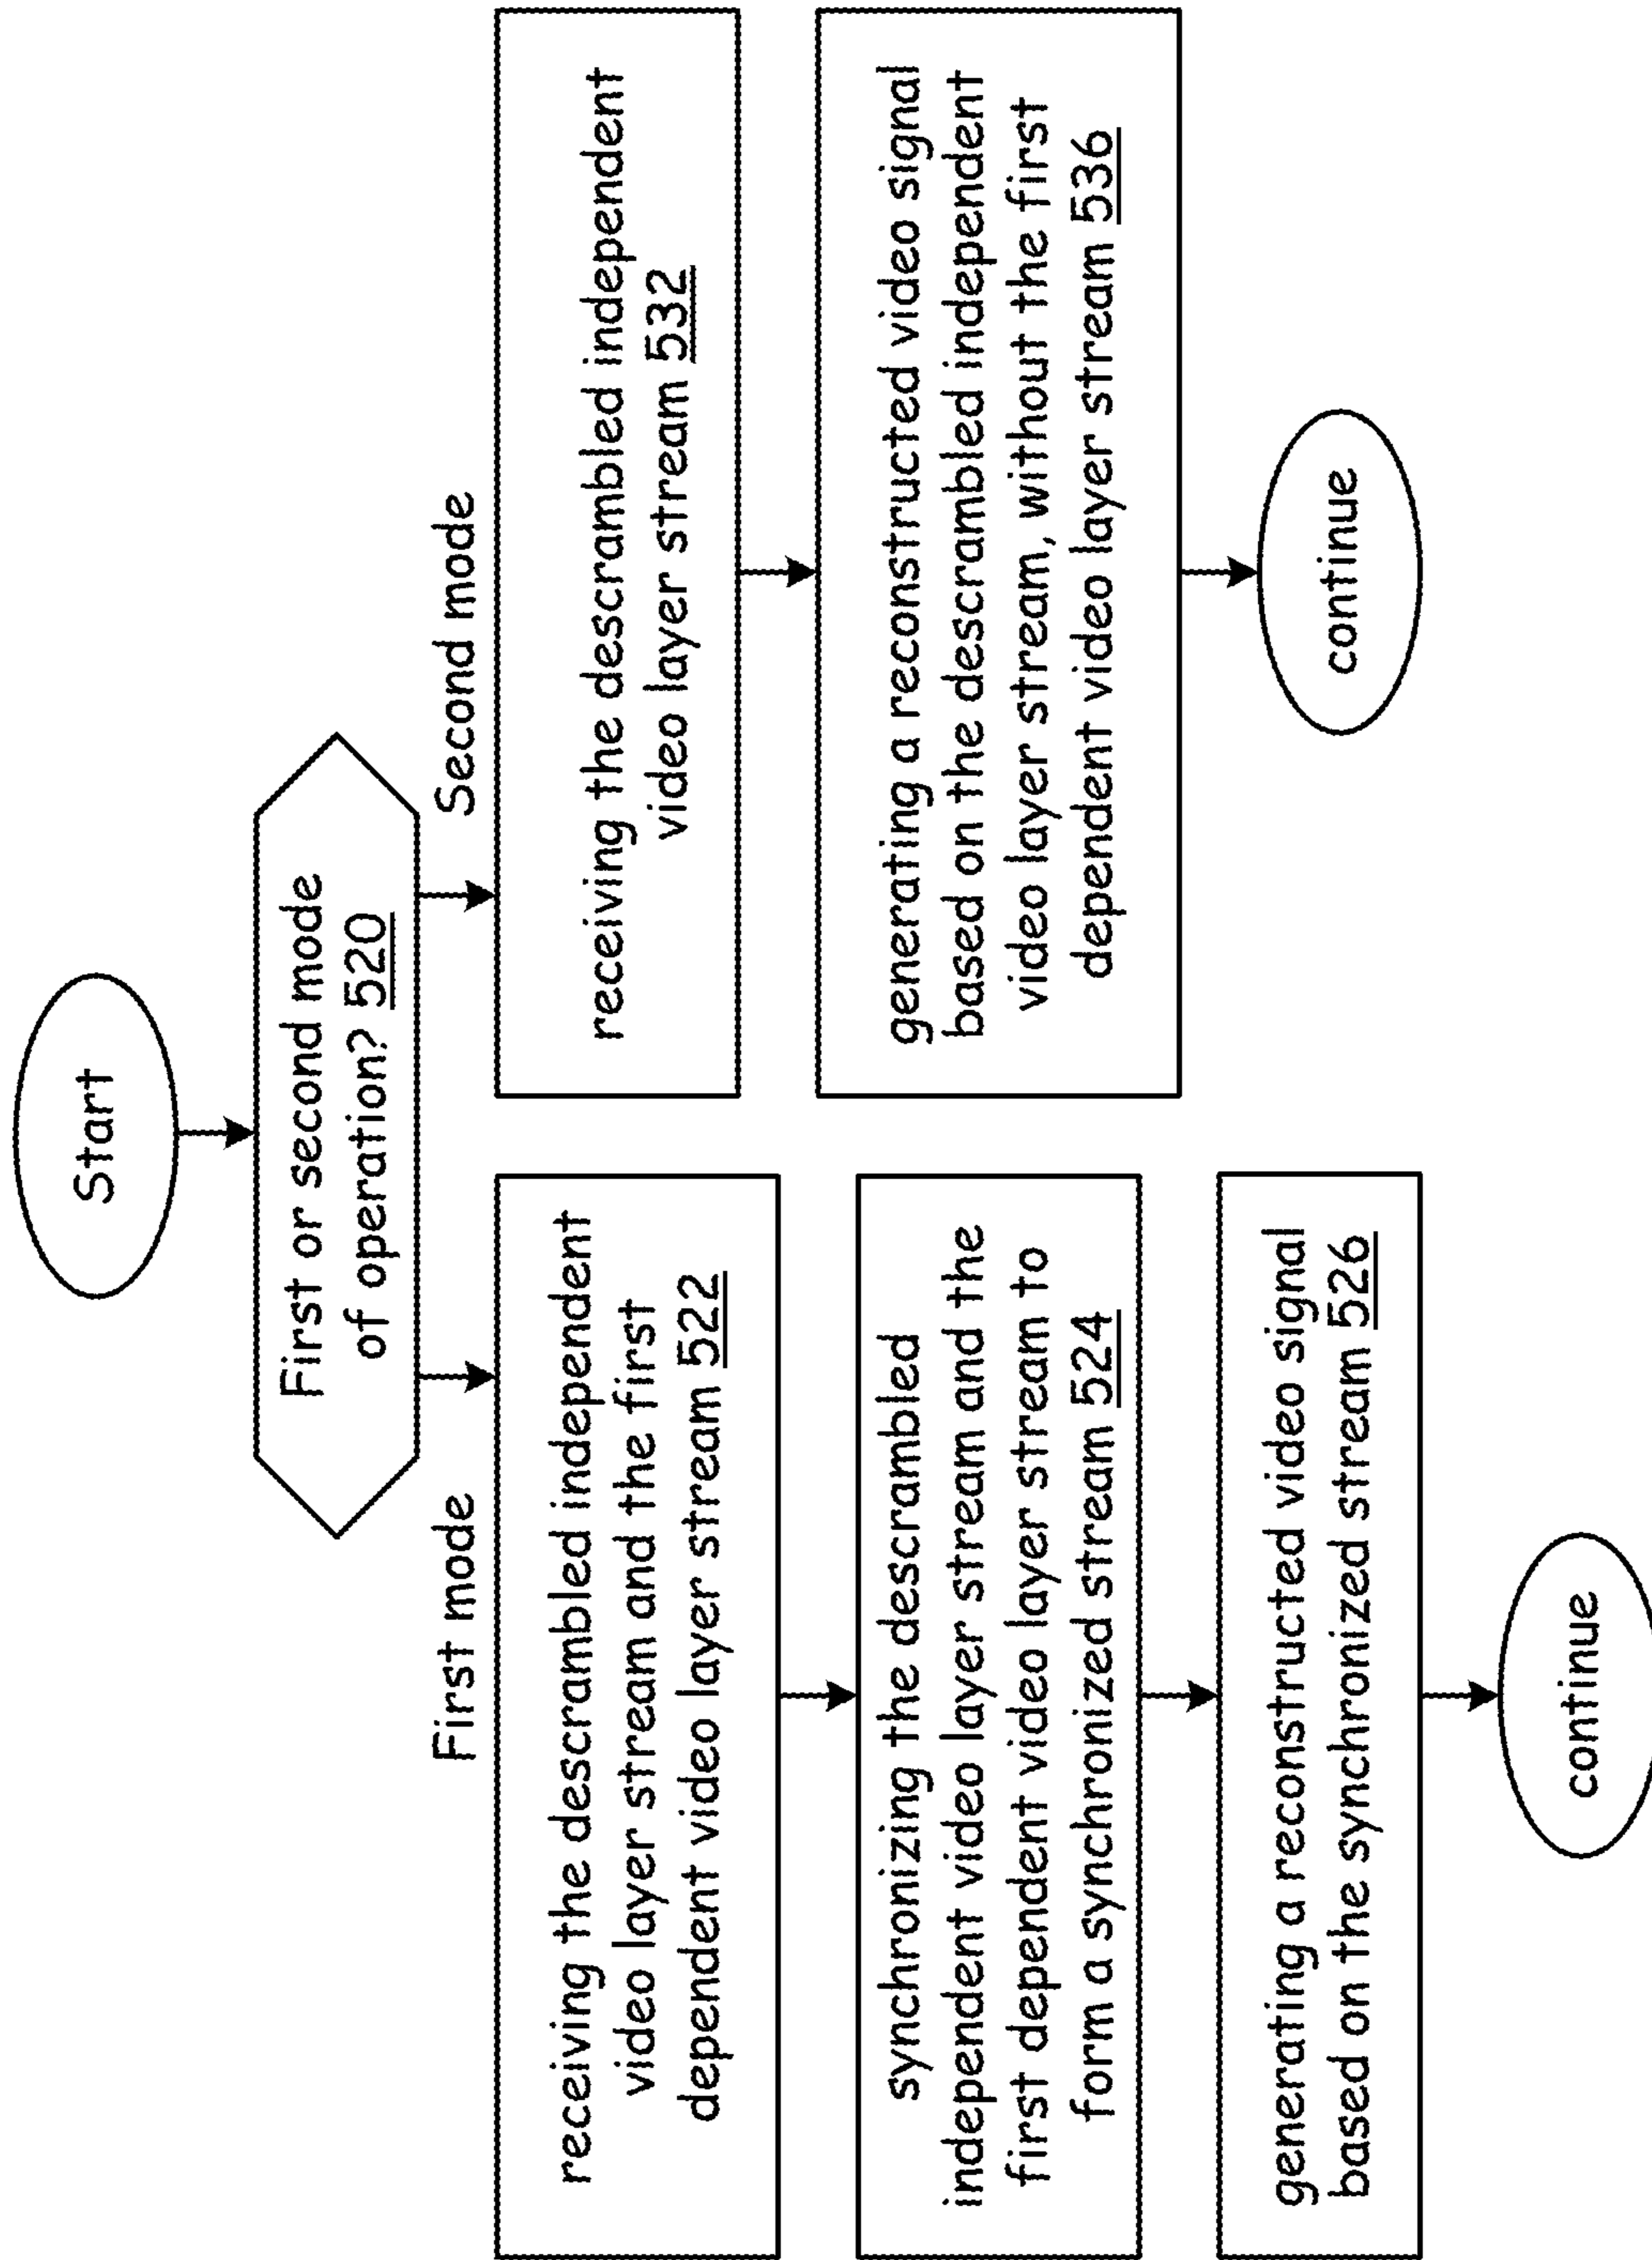 Start
First or second mode
of operation? 520
First mode
receiving the descrambled independent
video layer stream and the first
dependent video layer stream 522
synchronizing the descrambled
independent video layer stream and the
first dependent video layer stream to
form a synchronized stream 524
generating a reconstructed video signal
based on the synchronized stream 526
continue
Second mode
receiving the descrambled independent
video layer stream 532
generating a reconstructed video signal
based on the descrambled independent
video layer stream, without the first
dependent video layer stream 536
continue